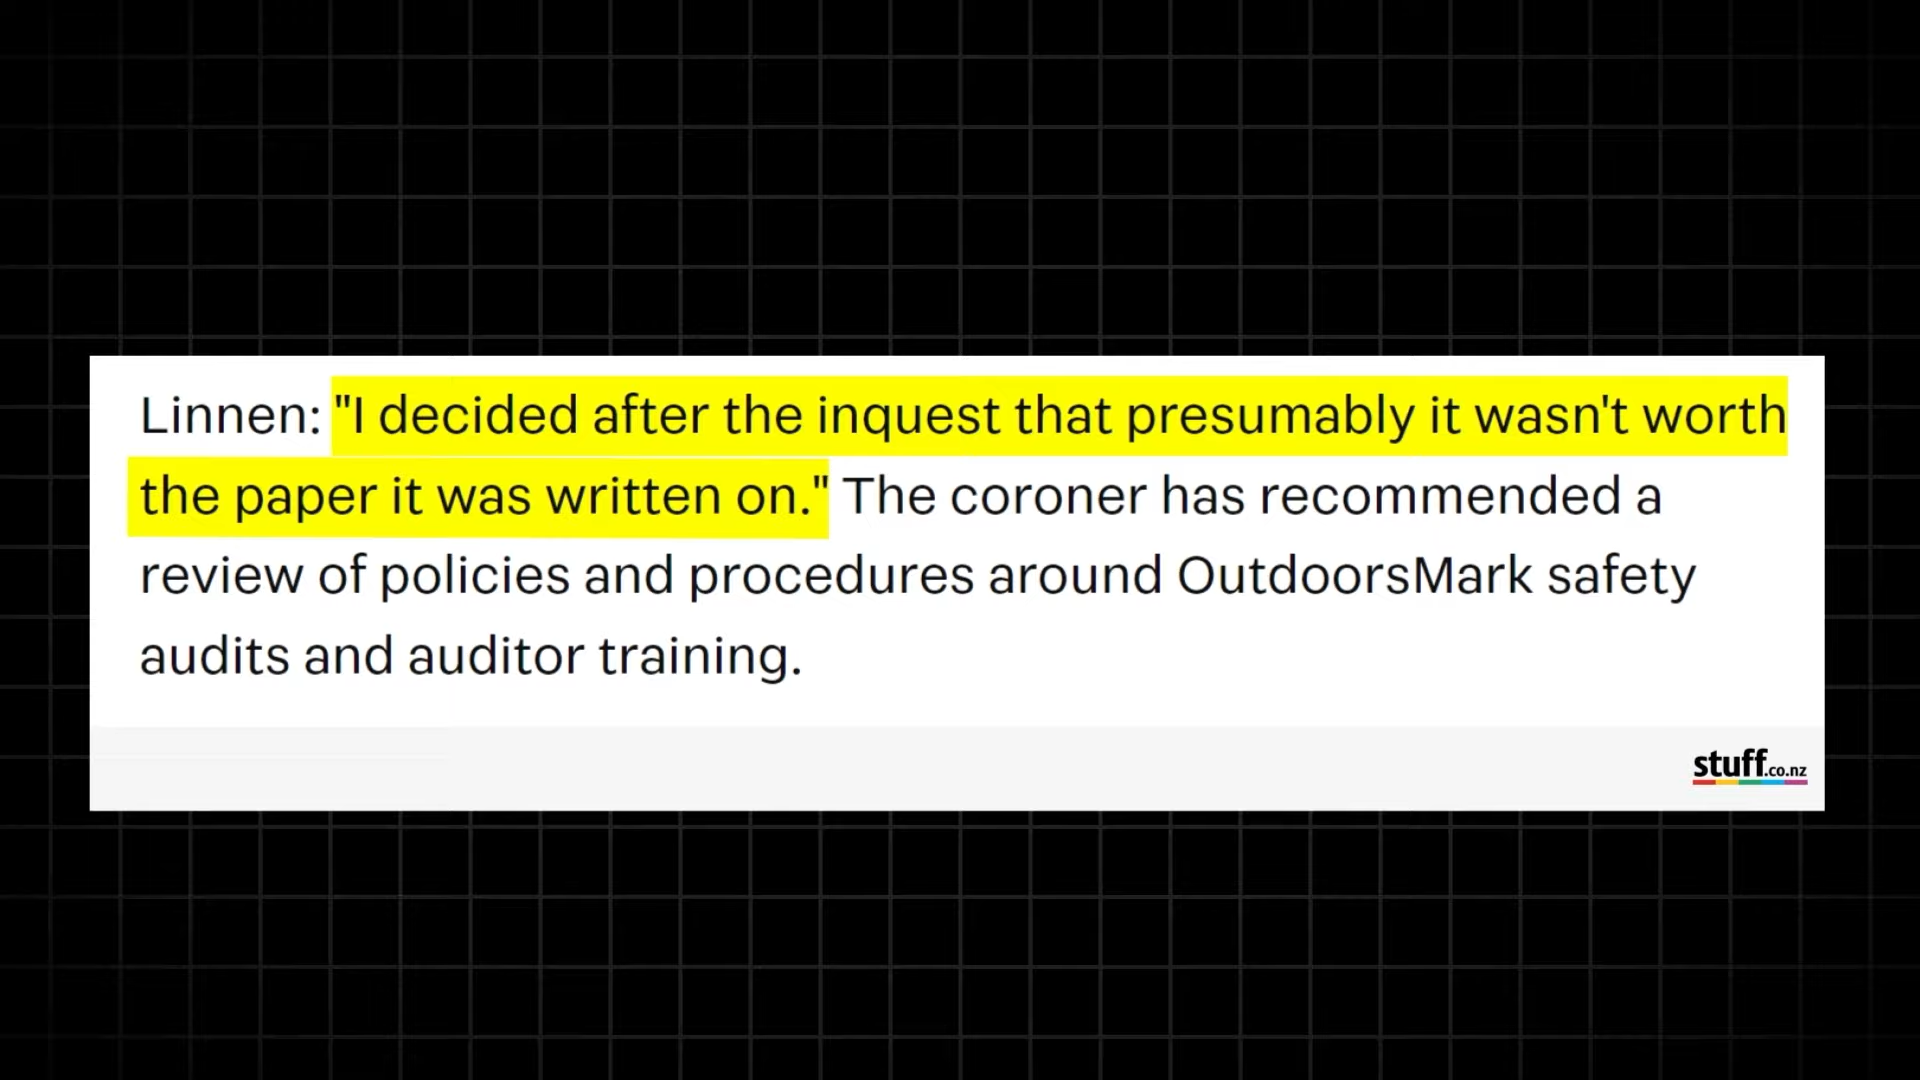 Linnen: "I decided after the inquest that presumably it wasn't worth
the paper it was written on." The coroner has recommended a
review of policies and procedures around OutdoorsMark safety
audits and auditor training.
stuff.co.nz